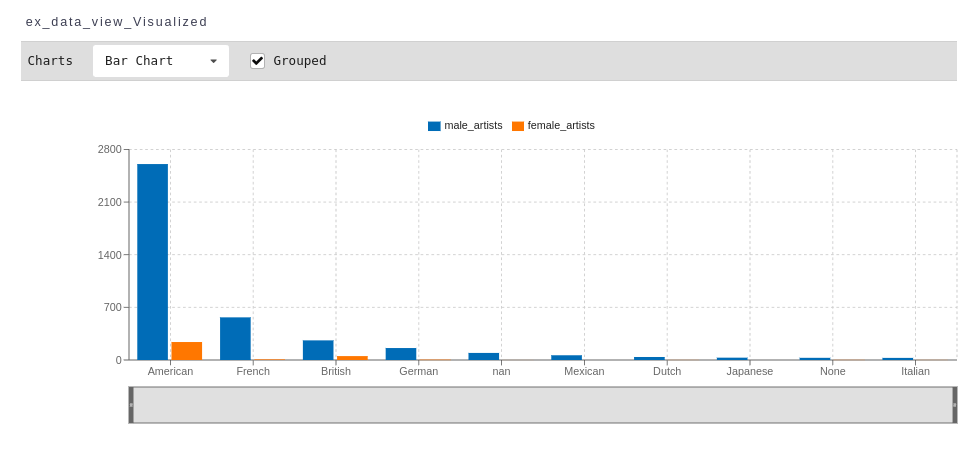 ex_data_view_Visualized
Charts Bar Chart Grouped
male_artists female_artists
2800
2100
1400
700
0
American French British German nan Mexican Dutch Japanese None Italian